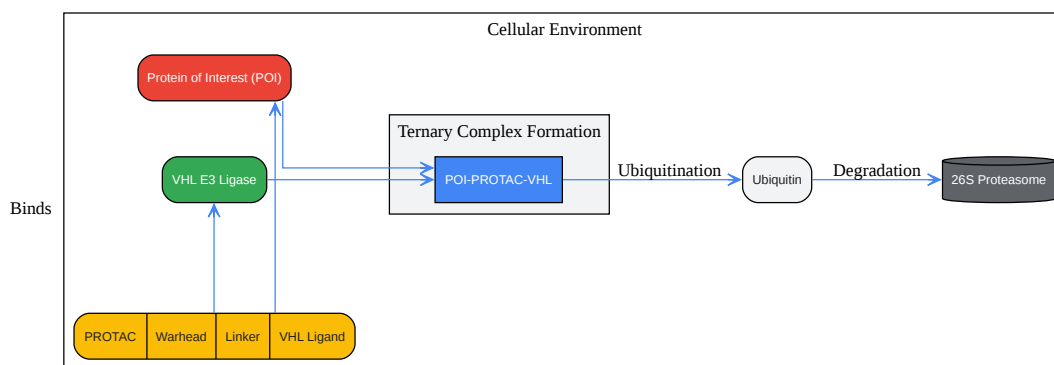 Cellular Environment
Protein of Interest (POI)
Ternary Complex Formation
VHL E3 Ligase
POI-PROTAC-VHL
Ubiquitination
Ubiquitin
Degradation
26S Proteasome
Binds
PROTAC
Warhead
Linker
VHL Ligand